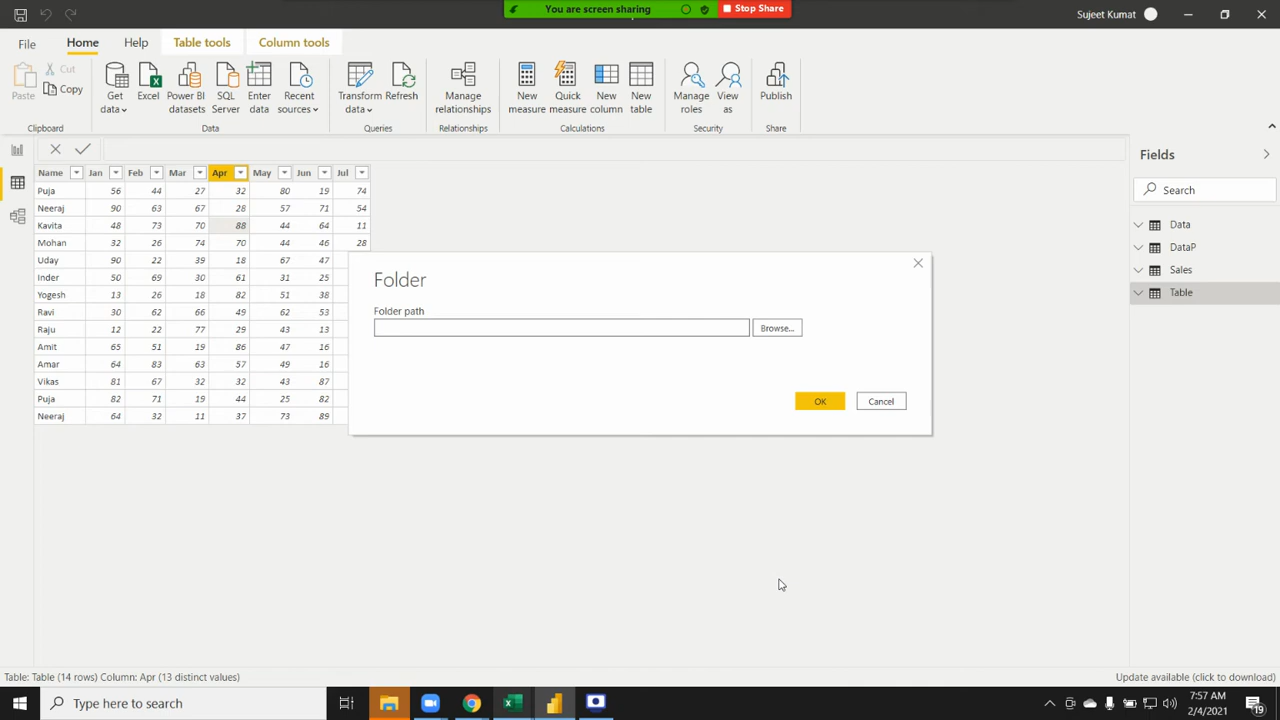 You are screen sharing
Stop Share
Sujeet Kumat
File
Home
Help
Table tools
Column tools
Paste
Cut
Copy
Get data
Excel
Power BI datasets
SQL Server
Enter data
Recent sources
Transform data
Refresh
Manage relationships
New measure
Quick measure
New column
New table
Manage roles
View as
Publish
Clipboard
Data
Queries
Relationships
Calculations
Security
Share
Name Jan Feb Mar Apr May Jun Jul
Puja 56 44 27 32 80 19 74
Neeraj 90 63 67 28 57 71 54
Kavita 48 73 70 88 44 64 11
Mohan 32 26 74 70 44 46 28
Uday 90 22 39 18 67 47
Inder 50 69 30 61 31 25
Yogesh 13 26 18 82 51 38
Ravi 30 62 66 49 62 53
Raju 12 22 77 29 43 13
Amit 65 51 19 86 47 16
Amar 64 83 63 57 49 16
Vikas 81 67 32 32 43 87
Puja 82 71 19 44 25 82
Neeraj 64 32 11 37 73 89
Folder
Folder path
Browse...
OK
Cancel
Fields
Search
Data
DataP
Sales
Table
Table: Table (14 rows) Column: Apr (13 distinct values)
Update available (click to download)
Type here to search
7:57 AM
2/4/2021
19